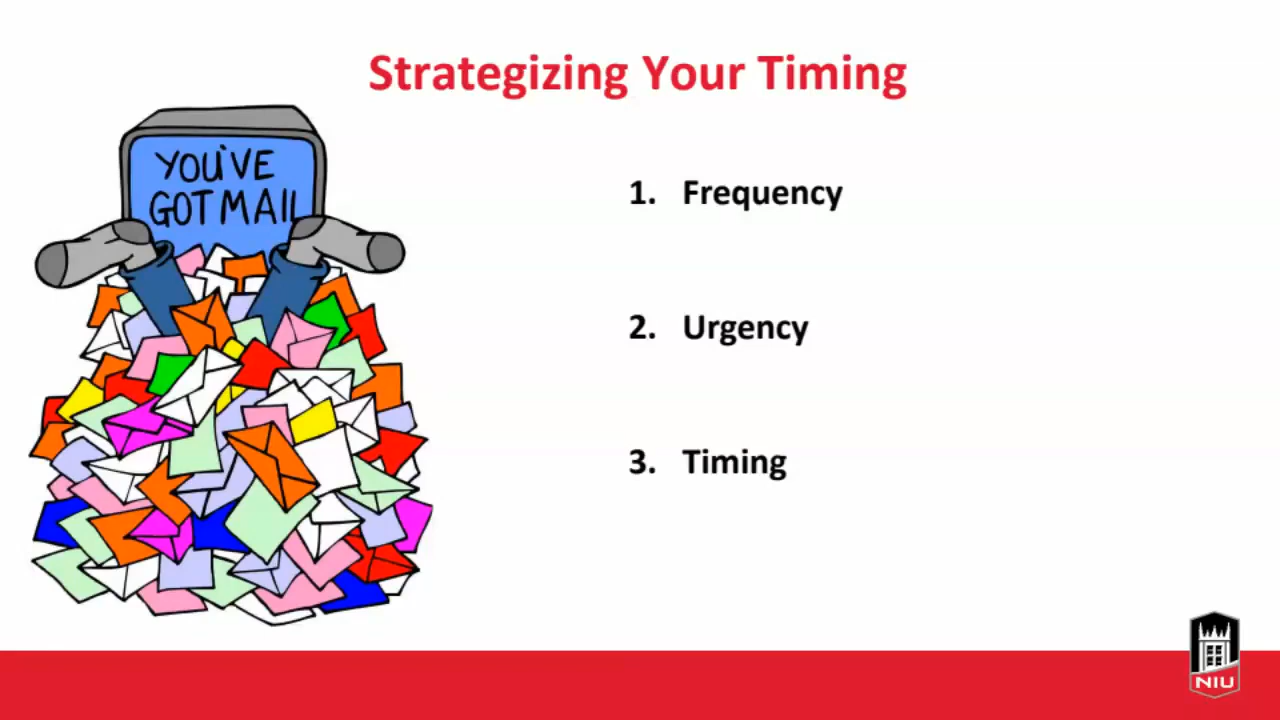 Strategizing Your Timing
YOU'VE
GOT MAIL
1. Frequency
2. Urgency
3. Timing
NIU